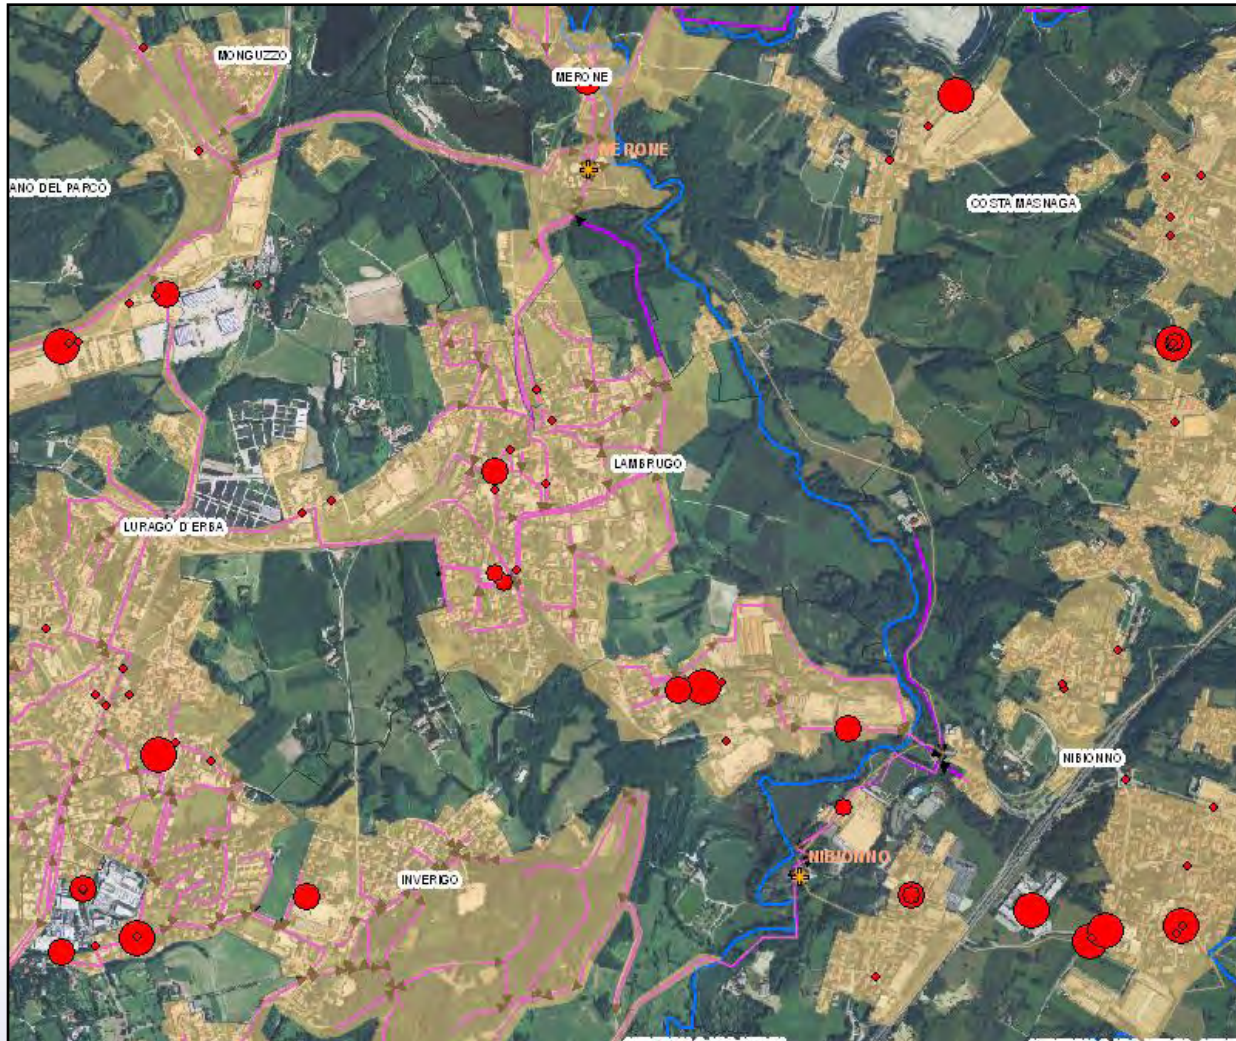 MONGUZZO
MERONE
MERONE
ANO DEL PARCO
COSTA MASNAGA
LAMBRUGO
LURAGO D'ERBA
NIBIONNO
NIBIONNO
INVERIGO